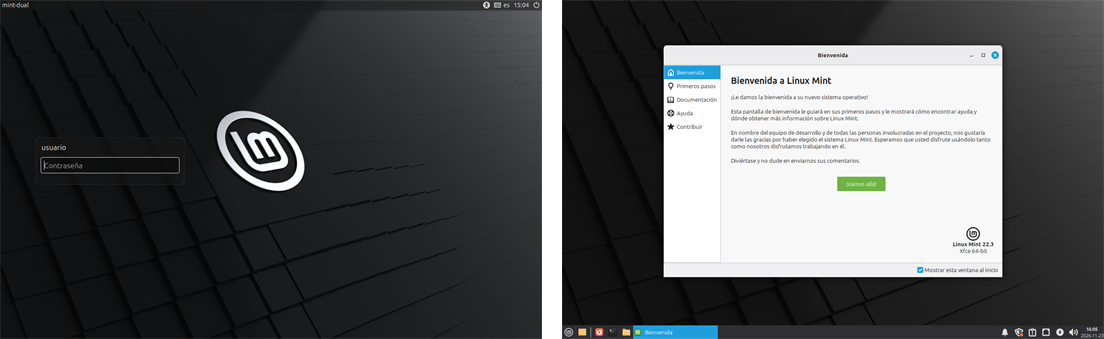 mint-dual
es 15:04
usuario
Contraseña
Bienvenida
Bienvenida
Primeros pasos
Documentación
Ayuda
Contribuir
Bienvenida a Linux Mint
¡Le damos la bienvenida a su nuevo sistema operativo!
Esta pantalla de bienvenida le guiará en sus primeros pasos y le mostrará cómo encontrar ayuda y
dónde obtener más información sobre Linux Mint.
En nombre del equipo de desarrollo y de todas las personas involucradas en el proyecto, nos gustaría
darle las gracias por haber elegido el sistema Linux Mint. Esperamos que usted disfrute usándolo tanto
como nosotros disfrutamos trabajando en él.
Diviértase y no dude en enviarnos sus comentarios.
¡Vamos allá!
Linux Mint 22.3
Xfce 64-bit
Mostrar esta ventana al inicio
Bienvenida
16:05
2026-11-23